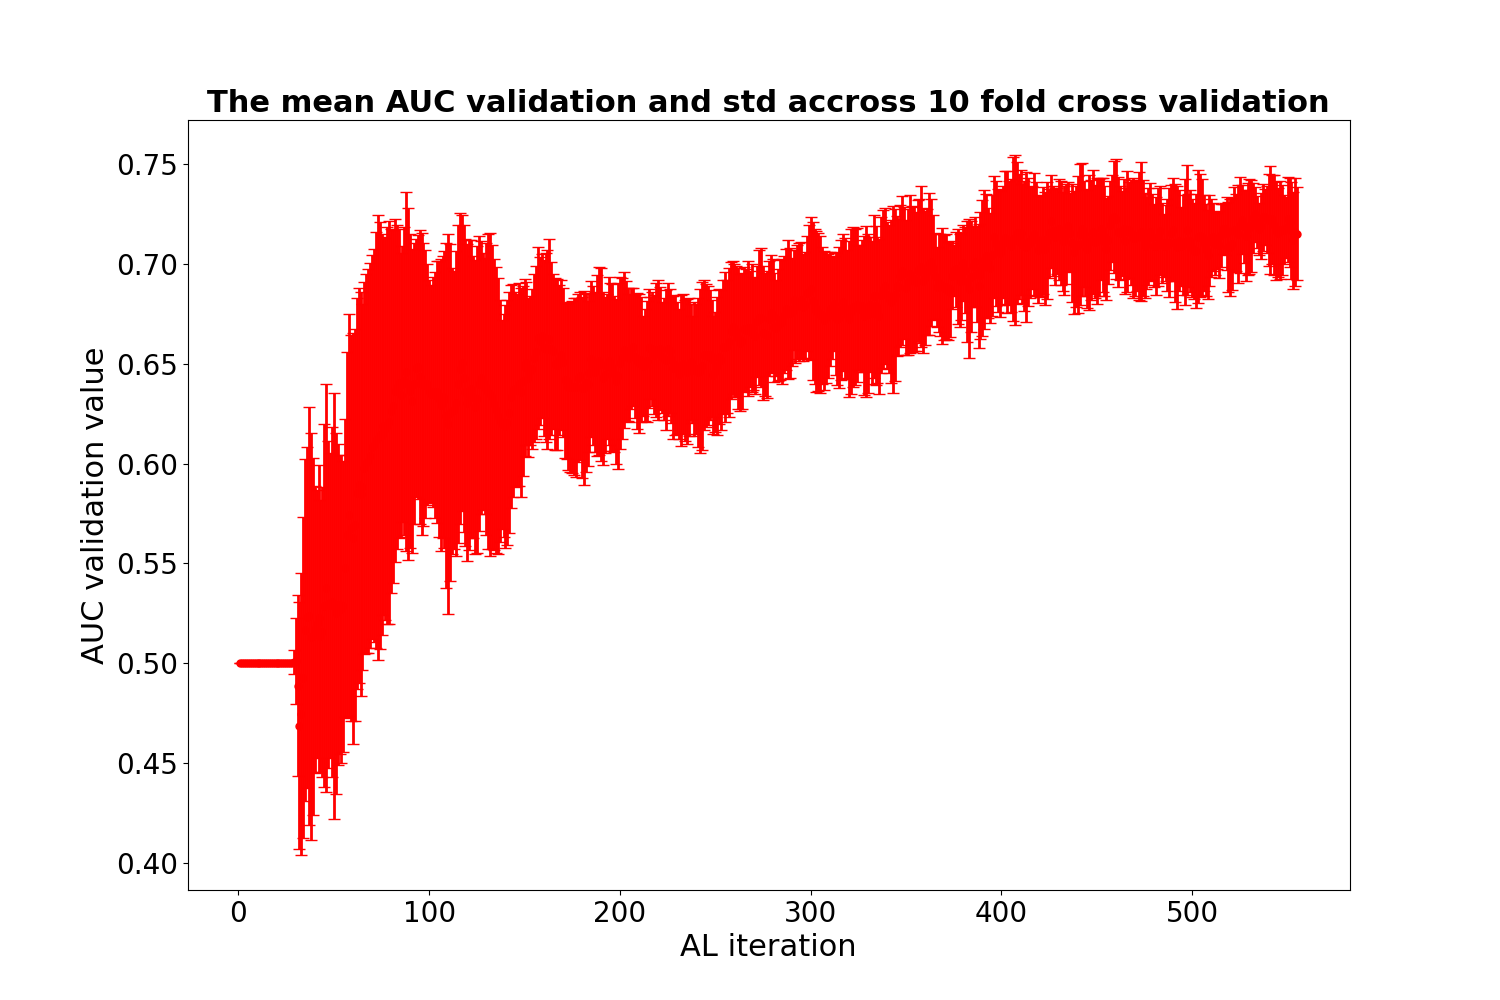 The mean AUC validation and std accross 10 fold cross validation
0.75
0.70
0.65
0.60
0.55
0.50
0.45
0.40
AUC validation value
0 100 200 300 400 500
AL iteration